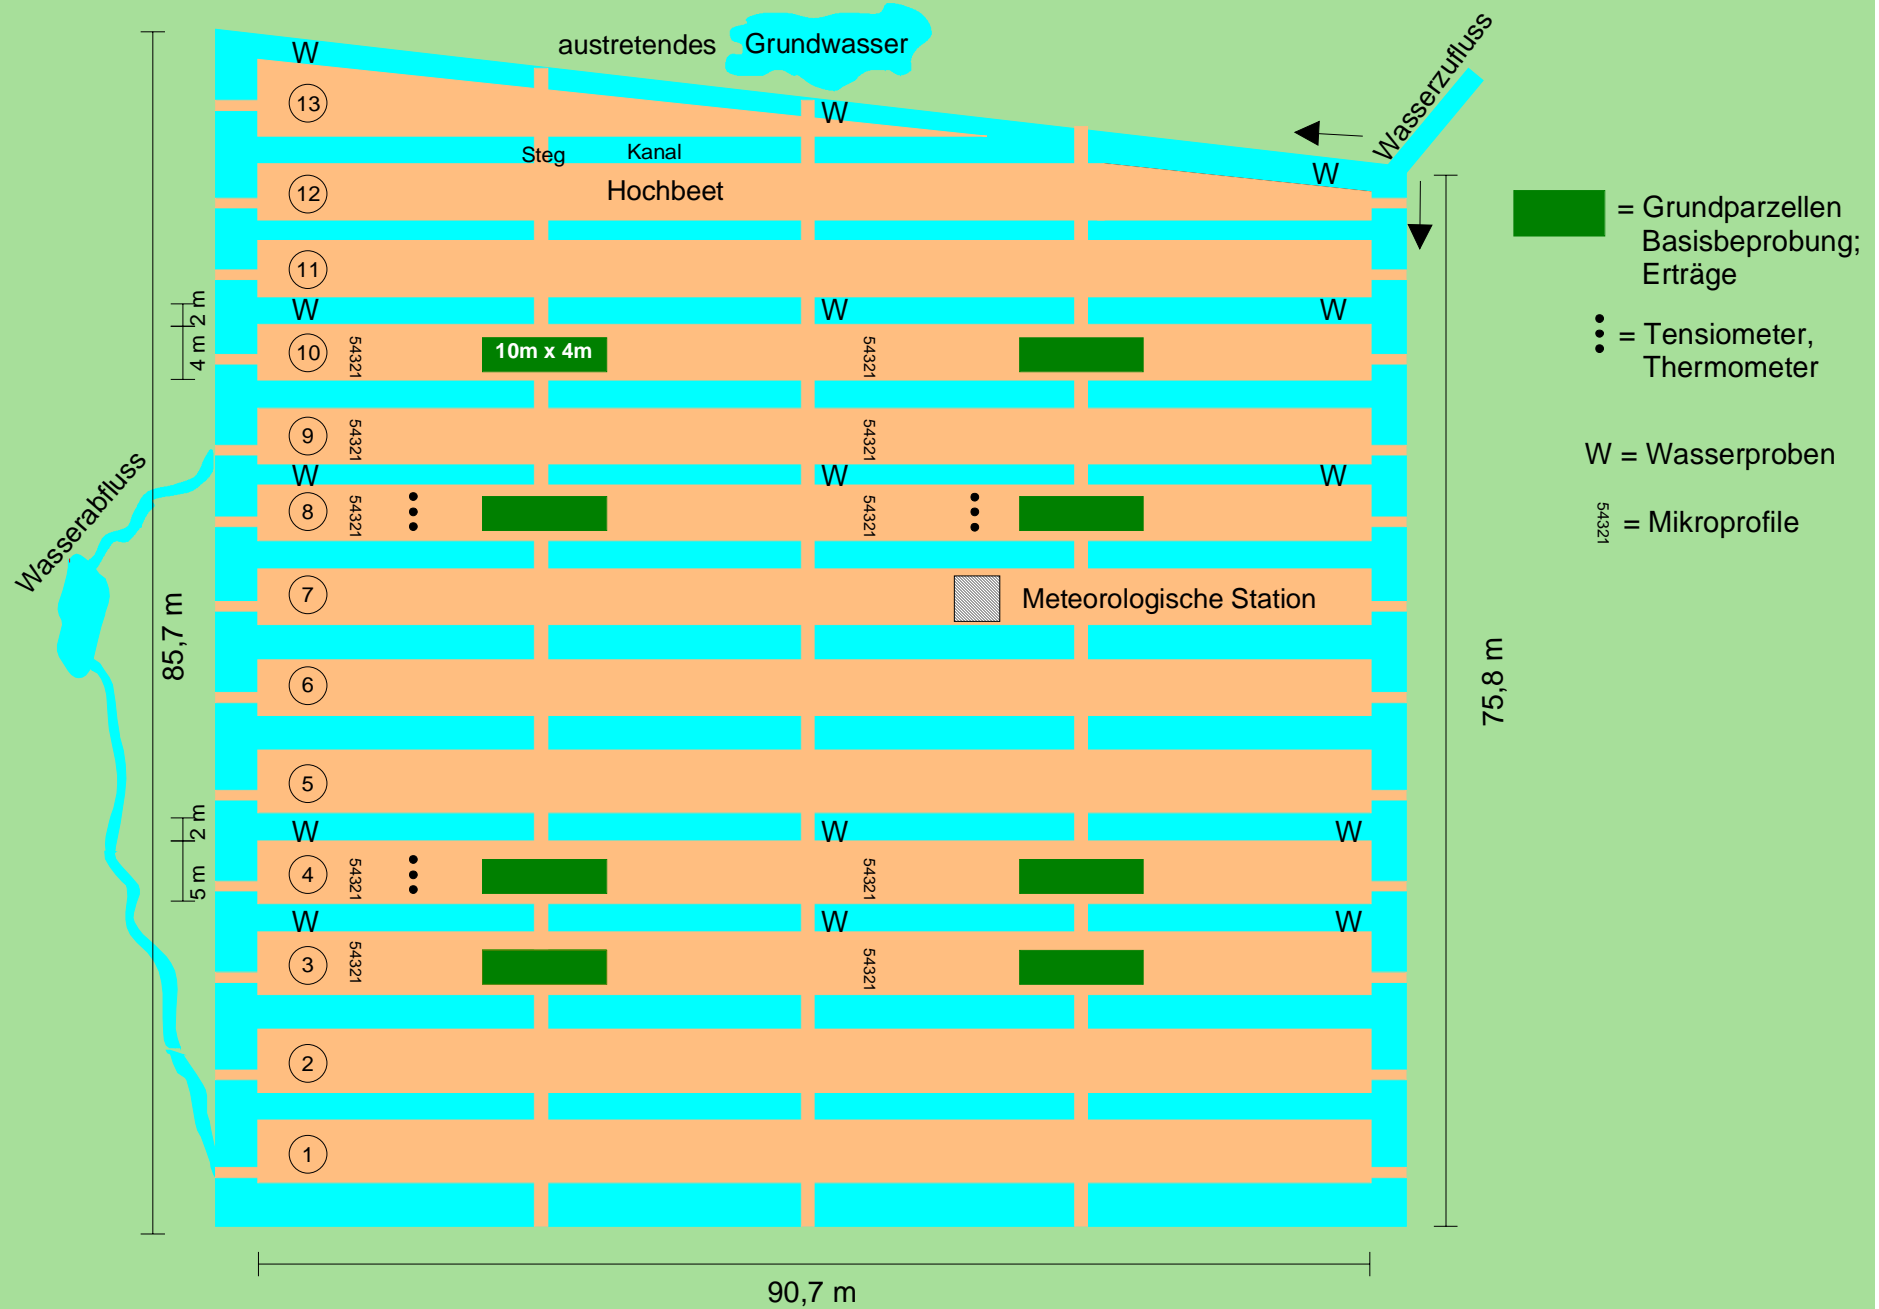 W
austretendes Grundwasser
Wasserzufluss
13
W
Steg
Kanal
W
12
Hochbeet
= Grundparzellen
Basisbeprobung;
Erträge
11
2 m
W
W
W
4 m
10
54321
10m x 4m
54321
= Tensiometer,
Thermometer
9
54321
54321
W = Wasserproben
W
W
W
8
54321
54321
54321 = Mikroprofile
Wasserabfluss
7
Meteorologische Station
85,7 m
75,8 m
6
5
2 m
W
W
W
5 m
4
54321
54321
W
W
W
3
54321
54321
2
1
90,7 m